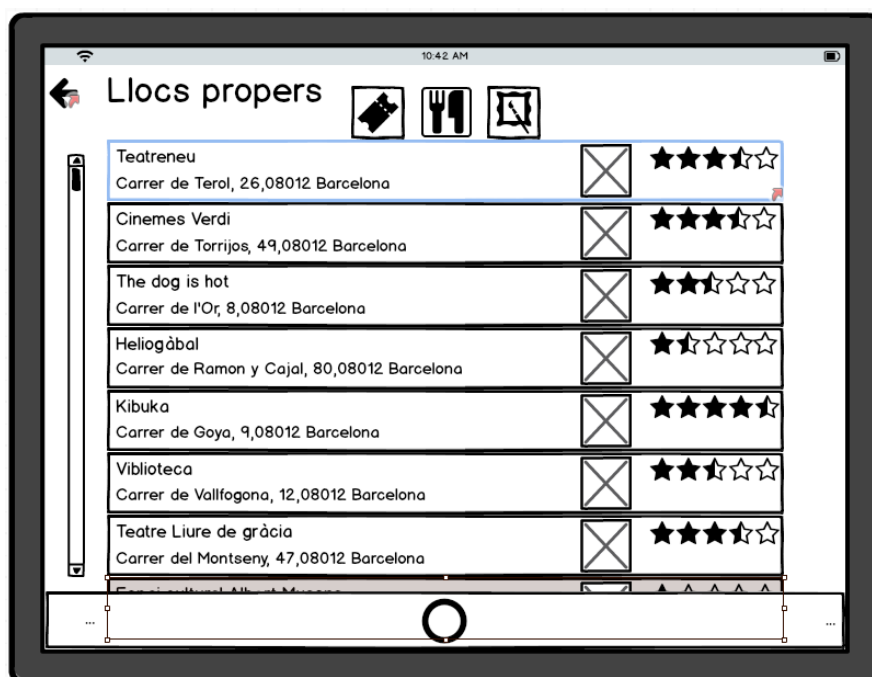 10:42 AM
Llocs propers
Teatreneu
Carrer de Terol, 26,08012 Barcelona
Cinemes Verdi
Carrer de Torrijos, 49,08012 Barcelona
The dog is hot
Carrer de l'Or, 8,08012 Barcelona
Heliogàbal
Carrer de Ramon y Cajal, 80,08012 Barcelona
Kibuka
Carrer de Goya, 9,08012 Barcelona
Viblioteca
Carrer de Vallfogona, 12,08012 Barcelona
Teatre Liure de gràcia
Carrer del Montseny, 47,08012 Barcelona
... ...